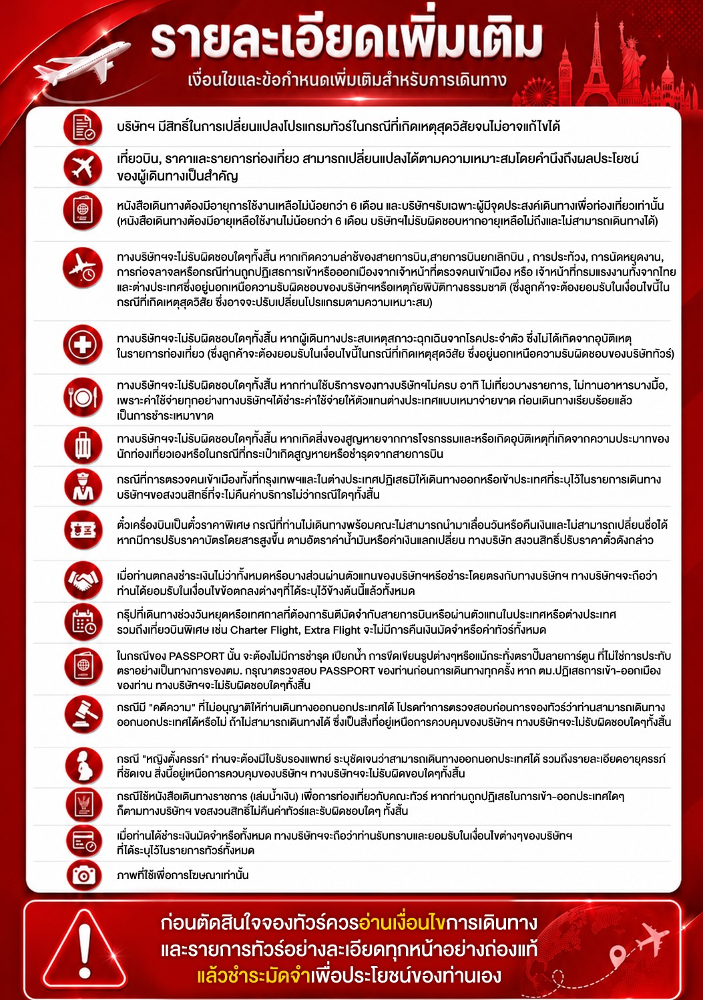 รายละเอียดเพิ่มเติม
เงื่อนไขและข้อกำหนดเพิ่มเติมสำหรับการเดินทาง
บริษัทฯ มีสิทธิ์ในการเปลี่ยนแปลงโปรแกรมทัวร์ในกรณีที่เกิดเหตุสุดวิสัยจนไม่อาจแก้ไขได้
เที่ยวบิน, ราคาและรายการท่องเที่ยว สามารถเปลี่ยนแปลงได้ตามความเหมาะสมโดยคำนึงถึงผลประโยชน์
ของผู้เดินทางเป็นสำคัญ
หนังสือเดินทางต้องมีอายุการใช้งานเหลือไม่น้อยกว่า 6 เดือน และบริษัทฯรับเฉพาะผู้มีจุดประสงค์เดินทางเพื่อท่องเที่ยวเท่านั้น
(หนังสือเดินทางต้องมีอายุเหลือใช้งานไม่น้อยกว่า 6 เดือน บริษัทฯไม่รับผิดชอบหากอายุเหลือไม่ถึงและไม่สามารถเดินทางได้)
ทางบริษัทฯจะไม่รับผิดชอบใดๆทั้งสิ้น หากเกิดความล่าช้าของสายการบิน,สายการบินยกเลิกบิน , การประท้วง, การนัดหยุดงาน,
การก่อจลาจลหรือกรณีท่านถูกปฏิเสธการเข้าหรือออกเมืองจากเจ้าหน้าที่ตรวจคนเข้าเมือง หรือ เจ้าหน้าที่กรมแรงงานทั้งจากไทย
และต่างประเทศซึ่งอยู่นอกเหนือความรับผิดชอบของบริษัทฯหรือเหตุภัยพิบัติทางธรรมชาติ (ซึ่งลูกค้าจะต้องยอมรับในเงื่อนไขนี้ใน
กรณีที่เกิดเหตุสุดวิสัย ซึ่งอาจจะปรับเปลี่ยนโปรแกรมตามความเหมาะสม)
ทางบริษัทฯจะไม่รับผิดชอบใดๆทั้งสิ้น หากผู้เดินทางประสบเหตุสภาวะฉุกเฉินจากโรคประจำตัว ซึ่งไม่ได้เกิดจากอุบัติเหตุ
ในรายการท่องเที่ยว (ซึ่งลูกค้าจะต้องยอมรับในเงื่อนไขนี้ในกรณีที่เกิดเหตุสุดวิสัย ซึ่งอยู่นอกเหนือความรับผิดชอบของบริษัททัวร์)
ทางบริษัทฯจะไม่รับผิดชอบใดๆทั้งสิ้น หากท่านใช้บริการของทางบริษัทฯไม่ครบ อาทิ ไม่เที่ยวบางรายการ, ไม่ทานอาหารบางมื้อ,
เพราะค่าใช้จ่ายทุกอย่างทางบริษัทฯได้ชำระค่าใช้จ่ายให้ตัวแทนต่างประเทศแบบเหมาจ่ายขาด ก่อนเดินทางเรียบร้อยแล้ว
เป็นการชำระเหมาขาด
ทางบริษัทฯจะไม่รับผิดชอบใดๆทั้งสิ้น หากเกิดสิ่งของสูญหายจากการโจรกรรมและหรือเกิดอุบัติเหตุที่เกิดจากความประมาทของ
นักท่องเที่ยวเองหรือในกรณีที่กระเป๋าเกิดสูญหายหรือชำรุดจากสายการบิน
กรณีที่การตรวจคนเข้าเมืองทั้งที่กรุงเทพฯและในต่างประเทศปฏิเสธมิให้เดินทางออกหรือเข้าประเทศที่ระบุไว้ในรายการเดินทาง
บริษัทฯขอสงวนสิทธิ์ที่จะไม่คืนค่าบริการไม่ว่ากรณีใดๆทั้งสิ้น
ตั๋วเครื่องบินเป็นตั๋วราคาพิเศษ กรณีที่ท่านไม่เดินทางพร้อมคณะไม่สามารถนำมาเลื่อนวันหรือคืนเงินและไม่สามารถเปลี่ยนชื่อได้
หากมีการปรับราคาบัตรโดยสารสูงขึ้น ตามอัตราค่าน้ำมันหรือค่าเงินแลกเปลี่ยน ทางบริษัท สงวนสิทธิ์ปรับราคาตั๋วดังกล่าว
เมื่อท่านตกลงชำระเงินไม่ว่าทั้งหมดหรือบางส่วนผ่านตัวแทนของบริษัทฯหรือชำระโดยตรงกับทางบริษัทฯ ทางบริษัทฯจะถือว่า
ท่านได้ยอมรับในเงื่อนไขข้อตกลงต่างๆที่ได้ระบุไว้ข้างต้นนี้แล้วทั้งหมด
กรุ๊ปที่เดินทางช่วงวันหยุดหรือเทศกาลที่ต้องการันตีมัดจำกับสายการบินหรือผ่านตัวแทนในประเทศหรือต่างประเทศ
รวมถึงเที่ยวบินพิเศษ เช่น Charter Flight, Extra Flight จะไม่มีการคืนเงินมัดจำหรือค่าทัวร์ทั้งหมด
ในกรณีของ PASSPORT นั้น จะต้องไม่มีการชำรุด เปียกน้ำ การขีดเขียนรูปต่างๆหรือแม้กระทั่งตราปั๊มลายการ์ตูน ที่ไม่ใช่การประทับ
ตราอย่างเป็นทางการของตม. กรุณาตรวจสอบ PASSPORT ของท่านก่อนการเดินทางทุกครั้ง หาก ตม.ปฏิเสธการเข้า-ออกเมือง
ของท่าน ทางบริษัทฯจะไม่รับผิดชอบใดๆทั้งสิ้น
กรณีมี "คดีความ" ที่ไม่อนุญาติให้ท่านเดินทางออกนอกประเทศได้ โปรดทำการตรวจสอบก่อนการจองทัวร์ว่าท่านสามารถเดินทาง
ออกนอกประเทศได้หรือไม่ ถ้าไม่สามารถเดินทางได้ ซึ่งเป็นสิ่งที่อยู่เหนือการควบคุมของบริษัทฯ ทางบริษัทฯจะไม่รับผิดชอบใดๆทั้งสิ้น
กรณี "หญิงตั้งครรภ์" ท่านจะต้องมีใบรับรองแพทย์ ระบุชัดเจนว่าสามารถเดินทางออกนอกประเทศได้ รวมถึงรายละเอียดอายุครรภ์
ที่ชัดเจน สิ่งนี้อยู่เหนือการควบคุมของบริษัทฯ ทางบริษัทฯจะไม่รับผิดขอบใดๆทั้งสิ้น
กรณีใช้หนังสือเดินทางราชการ (เล่มน้ำเงิน) เพื่อการท่องเที่ยวกับคณะทัวร์ หากท่านถูกปฏิเสธในการเข้า-ออกประเทศใดๆ
ก็ตามทางบริษัทฯ ขอสงวนสิทธิ์ไม่คืนค่าทัวร์และรับผิดชอบใดๆ ทั้งสิ้น
เมื่อท่านได้ชำระเงินมัดจำหรือทั้งหมด ทางบริษัทฯจะถือว่าท่านรับทราบและยอมรับในเงื่อนไขต่างๆของบริษัทฯ
ที่ได้ระบุไว้ในรายการทัวร์ทั้งหมด
ภาพที่ใช้เพื่อการโฆษณาเท่านั้น
ก่อนตัดสินใจจองทัวร์ควรอ่านเงื่อนไขการเดินทาง
และรายการทัวร์อย่างละเอียดทุกหน้าอย่างถ่องแท้
แล้วชำระมัดจำเพื่อประโยชน์ของท่านเอง